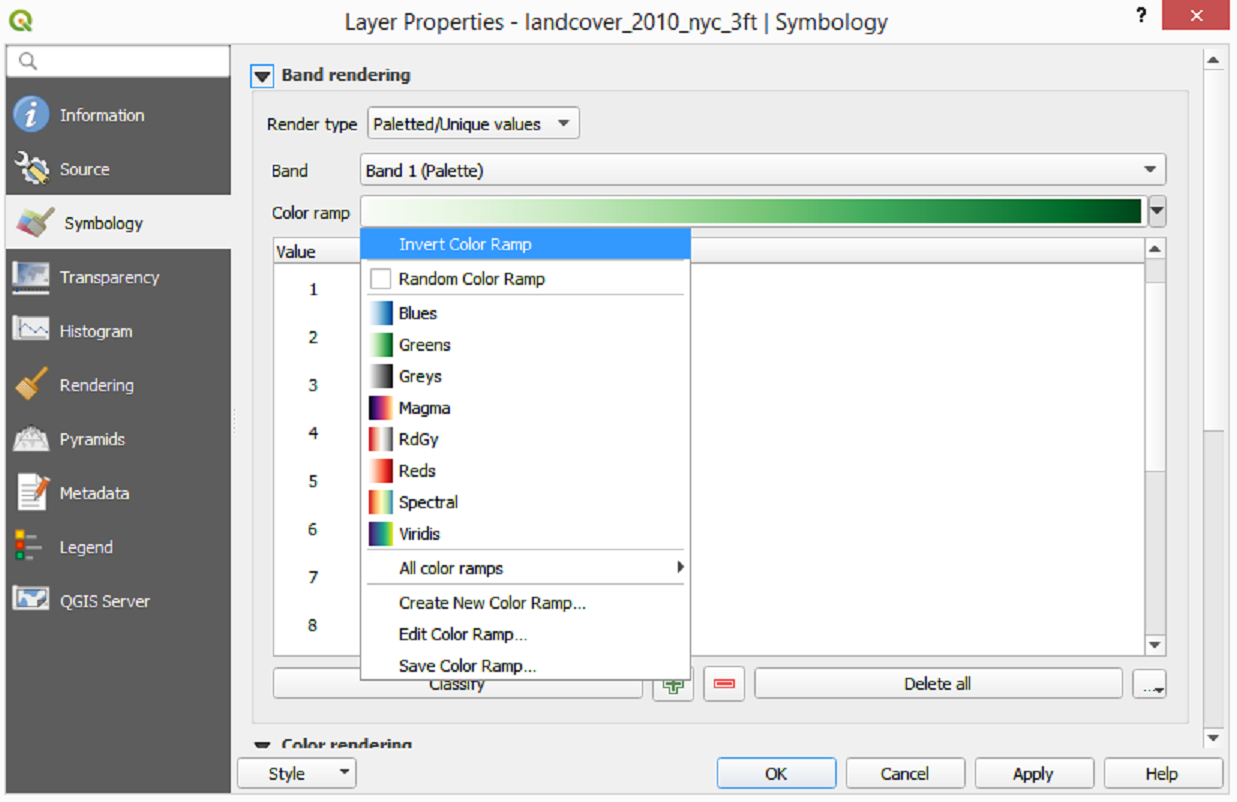 Layer Properties - landcover_2010_nyc_3ft | Symbology
?
Information
Source
Symbology
Transparency
Histogram
Rendering
Pyramids
Metadata
Legend
QGIS Server
Band rendering
Render type Paletted/Unique values
Band Band 1 (Palette)
Color ramp
Value
1
2
3
4
5
6
7
8
Invert Color Ramp
Random Color Ramp
Blues
Greens
Greys
Magma
RdGy
Reds
Spectral
Viridis
All color ramps
Create New Color Ramp...
Edit Color Ramp...
Save Color Ramp...
Classify Delete all ...
Color rendering
Style OK Cancel Apply Help